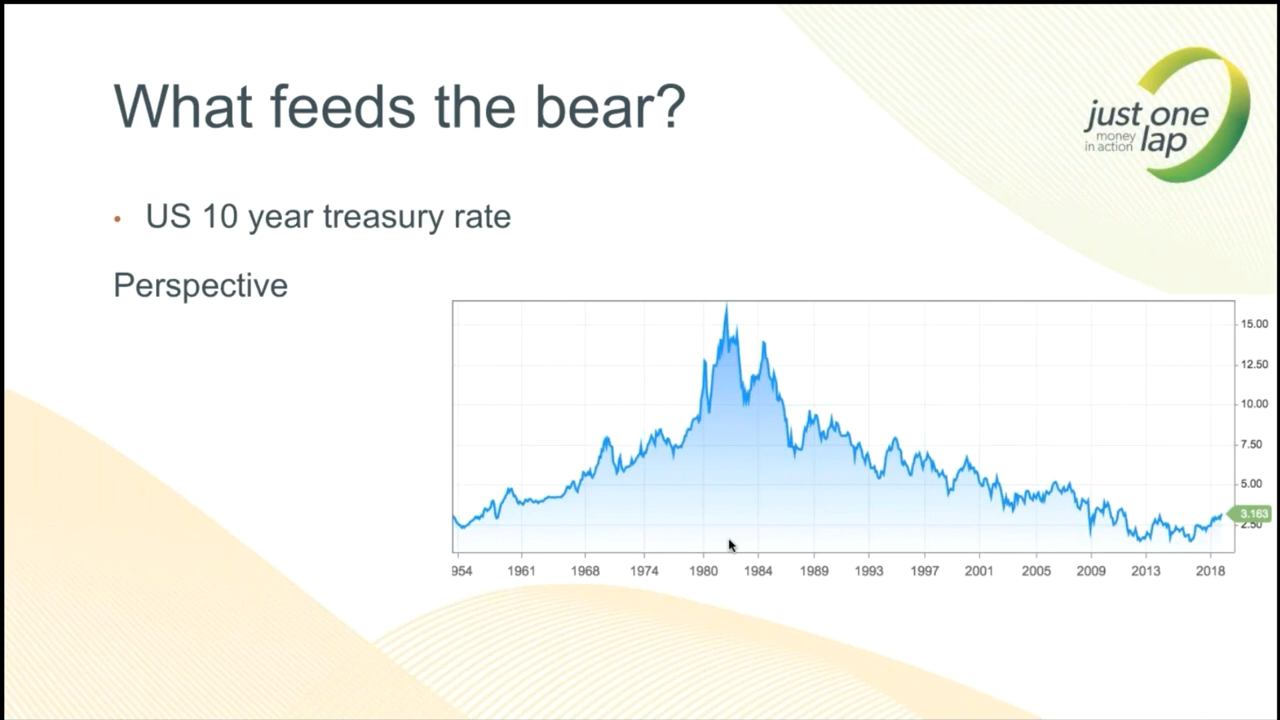 What feeds the bear?
just one
money
in action lap
• US 10 year treasury rate
Perspective
15.00
12.50
10.00
7.50
5.00
3.163
2.50
954 1961 1968 1974 1980 1984 1989 1993 1997 2001 2005 2009 2013 2018